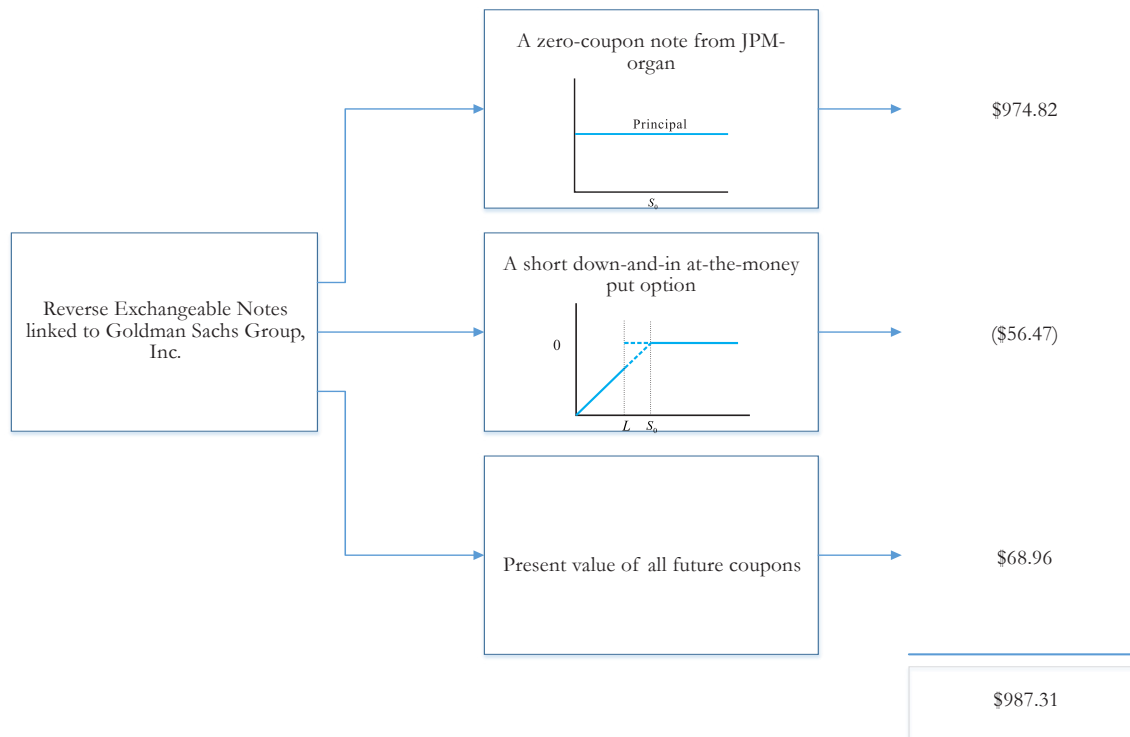 A zero-coupon note from JPM-
organ
Principal
S₀
$974.82
Reverse Exchangeable Notes
linked to Goldman Sachs Group,
Inc.
A short down-and-in at-the-money
put option
0
L S₀
($56.47)
Present value of all future coupons
$68.96
$987.31